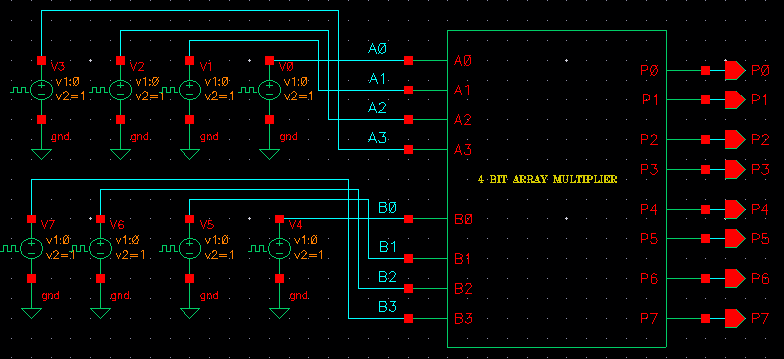 A0
V3 V2 V1 V0 A0 P0 P0
v1:0 v1:0 v1:0 v1:0
A1 A1
v2=1 v2=1 v2=1 v2=1 P1 P1
A2 A2
gnd gnd gnd gnd P2 P2
A3 A3
P3 P3
4 BIT ARRAY MULTIPLIER
B0 P4 P4
V7 V6 V5 V4 B0
v1:0 v1:0 v1:0 v1:0 P5 P5
B1
v2=1 v2=1 v2=1 v2=1 B1
B2 P6 P6
B2
gnd gnd gnd gnd
B3
B3 P7 P7